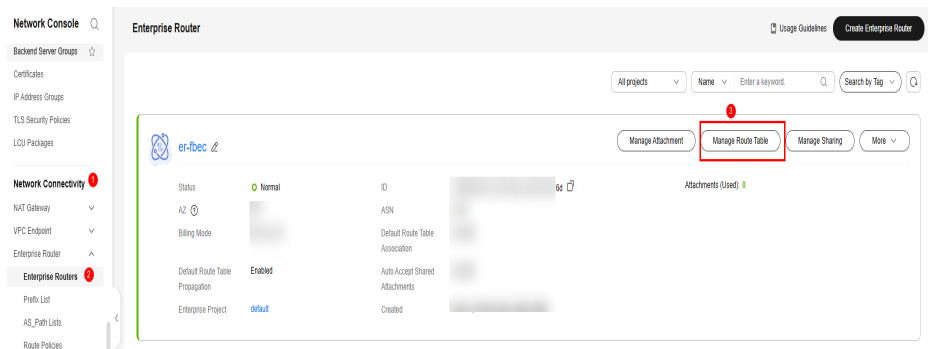 Network Console
Backend Server Groups
Certificates
IP Address Groups
TLS Security Policies
LCU Packages
Network Connectivity 1
NAT Gateway
VPC Endpoint
Enterprise Router
Enterprise Routers 2
Prefix List
AS_Path Lists
Route Policies
Enterprise Router
Usage Guidelines
Create Enterprise Router
All projects
Name
Enter a keyword.
Search by Tag
3
er-fbec
Manage Attachment
Manage Route Table
Manage Sharing
More
Status
Normal
ID
6d
Attachments (Used): 0
AZ
ASN
Billing Mode
Default Route Table
Association
Default Route Table
Propagation
Enabled
Auto Accept Shared
Attachments
Enterprise Project
default
Created